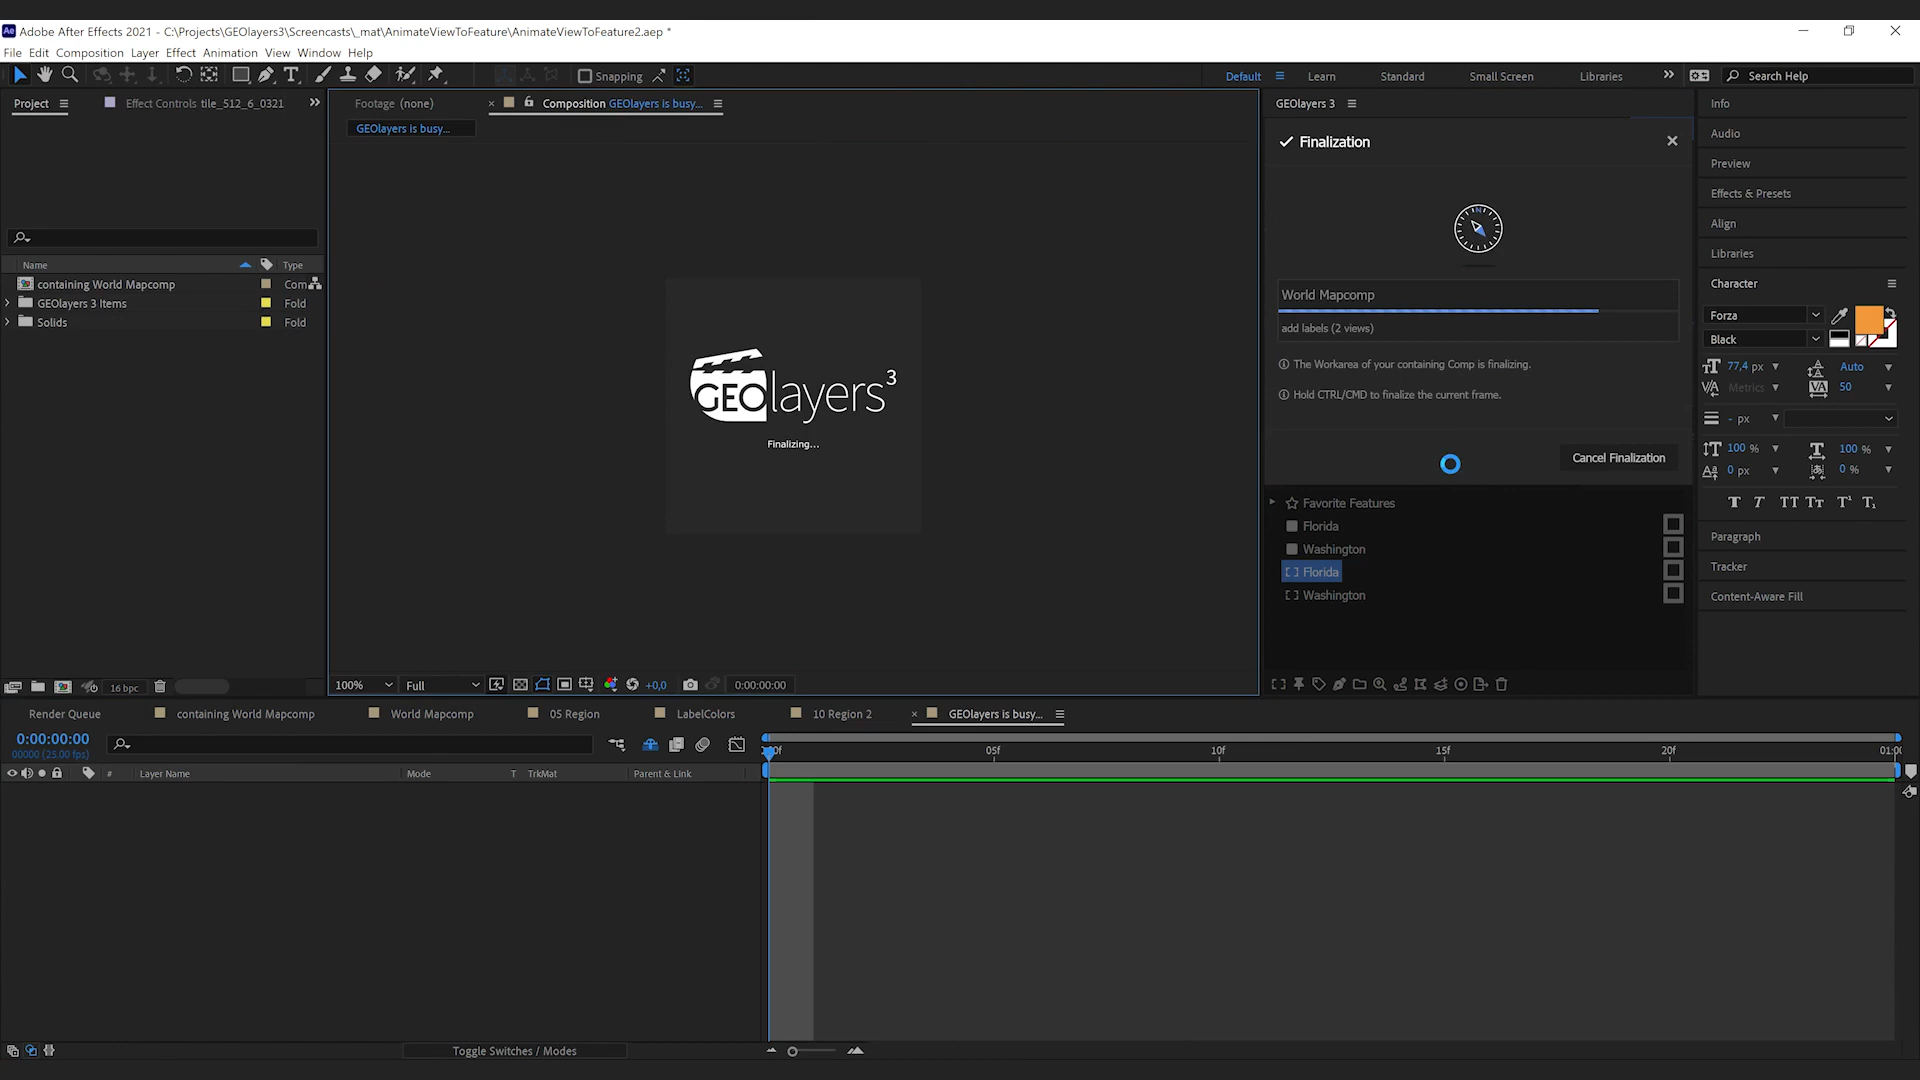 Ae Adobe After Effects 2021 - C:\Projects\GEOlayers3\Screencasts\_mat\AnimateViewToFeature\AnimateViewToFeature2.aep *
File Edit Composition Layer Effect Animation View Window Help
Snapping
Default Learn Standard Small Screen Libraries Search Help
Project
Effect Controls tile_512_6_0321
Footage (none)
Composition GEOlayers is busy...
GEOlayers 3
Info
GEOlayers is busy...
Finalization
Audio
Preview
Effects & Presets
Align
Libraries
Name Type
containing World Mapcomp Com
GEOlayers 3 Items Fold
Solids Fold
World Mapcomp
add labels (2 views)
Character
Forza
Black
The Workarea of your containing Comp is finalizing.
77,4 px Auto
Metrics 50
Hold CTRL/CMD to finalize the current frame.
GEOlayers3
Finalizing...
- px
Cancel Finalization
100 % 100 %
0 px 0 %
Favorite Features
Florida
Washington
Florida
Washington
T T TT Tt T¹ T₁
Paragraph
Tracker
Content-Aware Fill
16 bpc
100% Full +0,0 0:00:00:00
Render Queue containing World Mapcomp World Mapcomp 05 Region LabelColors 10 Region 2 GEOlayers is busy...
0:00:00:00
00000 (25.00 fps)
05f 10f 15f 20f
# Layer Name Mode T TrkMat Parent & Link
Toggle Switches / Modes